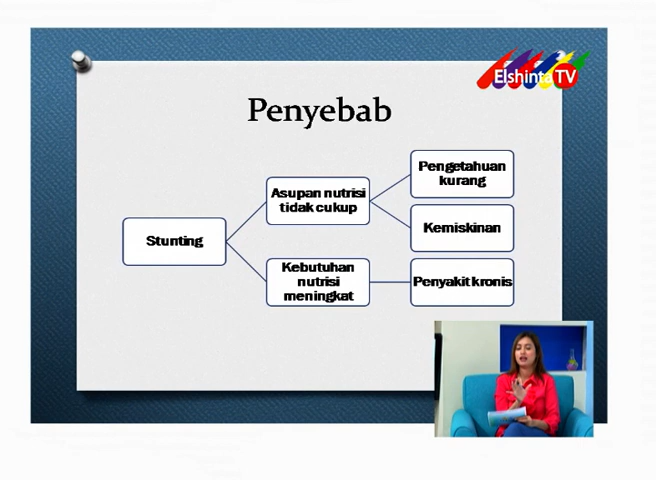 Elshinta TV
Penyebab
Stunting
Asupan nutrisi
tidak cukup
Kebutuhan
nutrisi
meningkat
Pengetahuan
kurang
Kemiskinan
Penyakit kronis